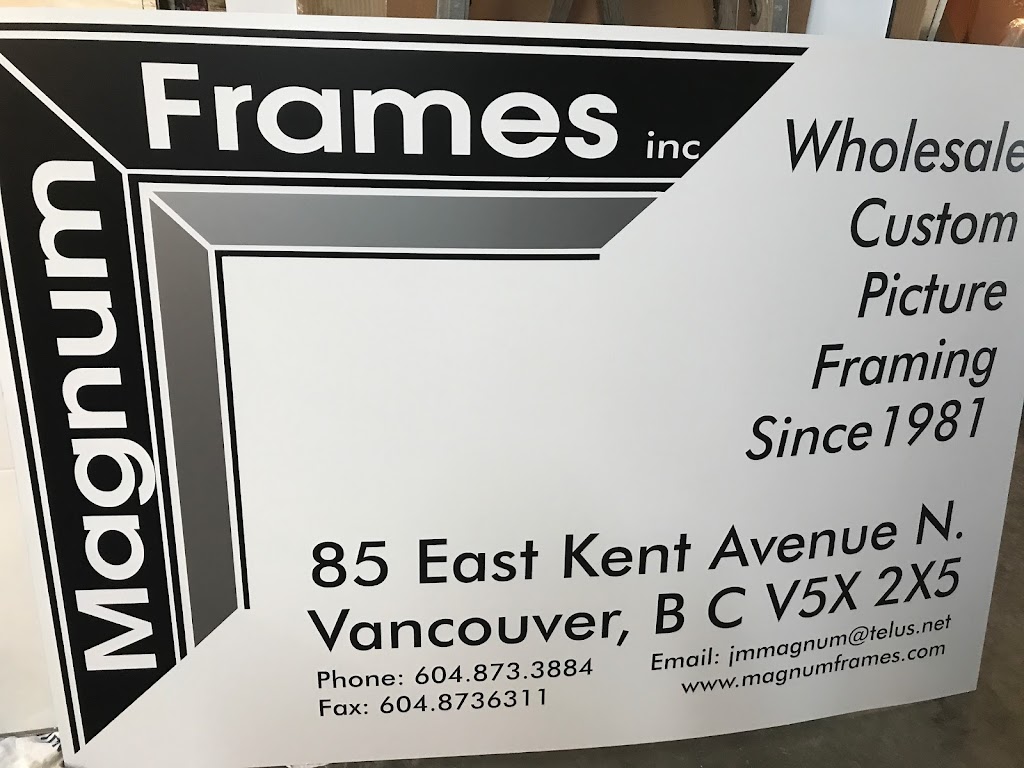 Magnum
Frames inc
Wholesale
Custom
Picture
Framing
Since1981
85 East Kent Avenue N.
Vancouver, B C V5X 2X5
Phone: 604.873.3884
Fax: 604.8736311
Email: jmmagnum@telus.net
www.magnumframes.com